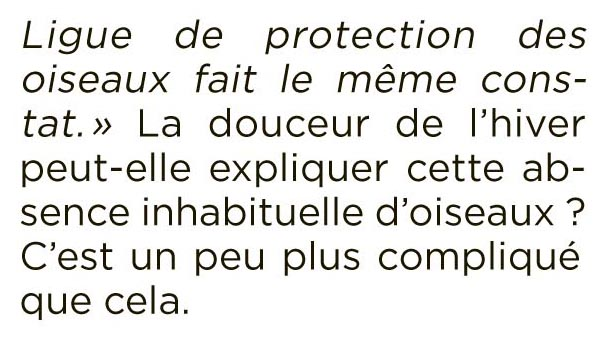 Ligue de protection des
oiseaux fait le même cons-
tat. » La douceur de l’hiver
peut-elle expliquer cette ab-
sence inhabituelle d’oiseaux ?
C’est un peu plus compliqué
que cela.